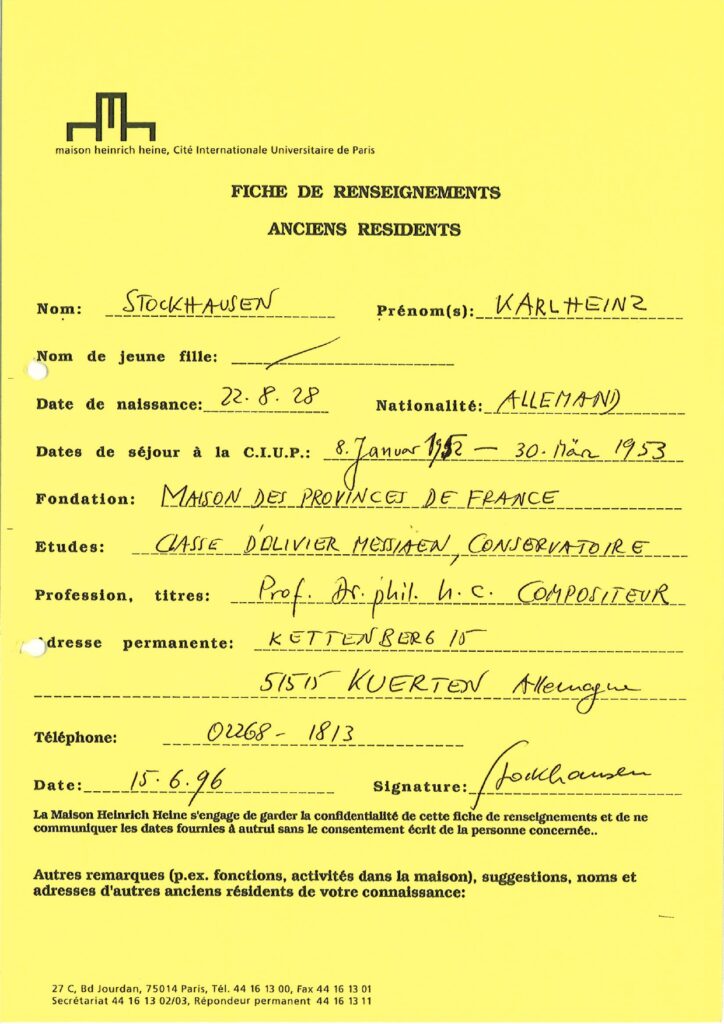 maison heinrich heine, Cité Internationale Universitaire de Paris
FICHE DE RENSEIGNEMENTS
ANCIENS RESIDENTS
Nom: STOCKHAUSEN Prénom(s): KARLHEINZ
Nom de jeune fille:
Date de naissance: 22.8.28 Nationalité: ALLEMAND
Dates de séjour à la C.I.U.P.: 8. Januar 1952 — 30. März 1953
Fondation: MAISON DES PROVINCES DE FRANCE
Etudes: CLASSE D'OLIVIER MESSIAEN, CONSERVATOIRE
Profession, titres: Prof. Dr. phil. h. c. COMPOSITEUR
dresse permanente: KETTENBERG 15
51515 KUERTEN Allemagne
Téléphone: 02268-1813
Date: 15.6.96 Signature: Stockhausen
La Maison Heinrich Heine s'engage de garder la confidentialité de cette fiche de renseignements et de ne
communiquer les dates fournies à autrui sans le consentement écrit de la personne concernée..
Autres remarques (p.ex. fonctions, activités dans la maison), suggestions, noms et
adresses d'autres anciens résidents de votre connaissance:
27 C, Bd Jourdan, 75014 Paris, Tél. 44 16 13 00, Fax 44 16 13 01
Secrétariat 44 16 13 02/03, Répondeur permanent 44 16 13 11